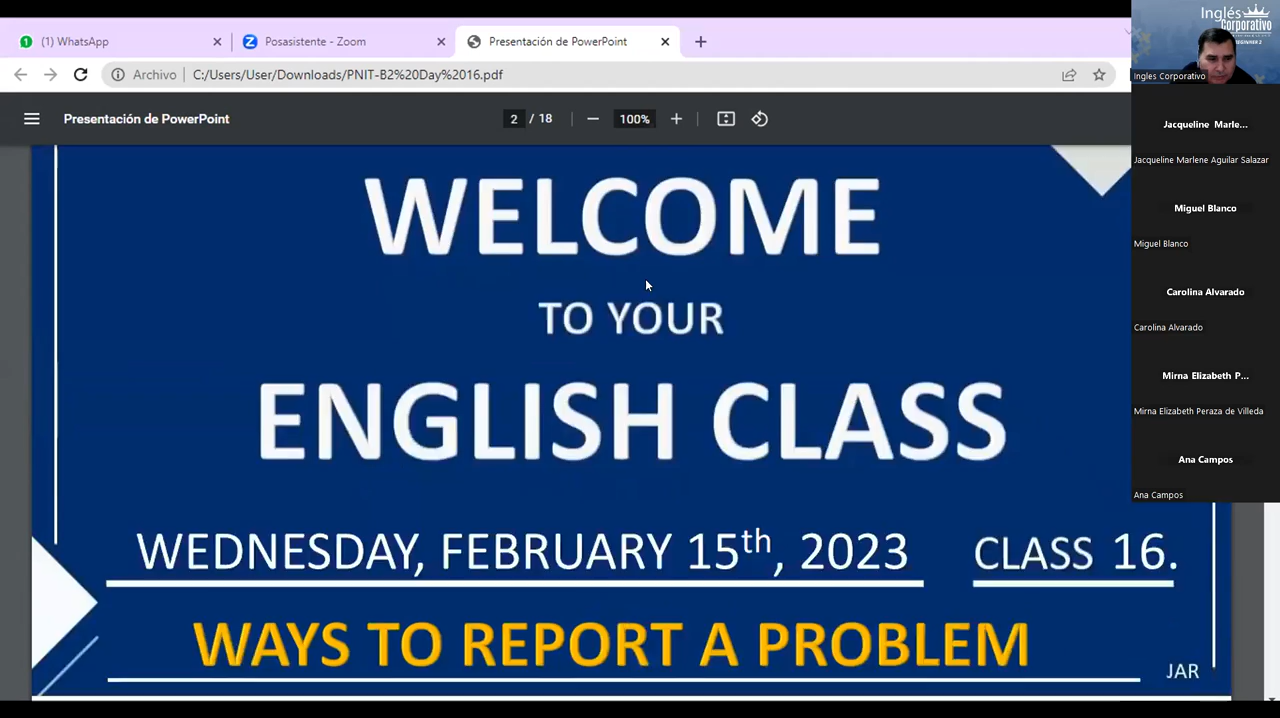 (1) WhatsApp
Posasistente - Zoom
Presentación de PowerPoint
Archivo
C:/Users/User/Downloads/PNIT-B2%20Day%2016.pdf
Presentación de PowerPoint
2 / 18
100%
WELCOME
TO YOUR
ENGLISH CLASS
WEDNESDAY, FEBRUARY 15th, 2023
CLASS 16.
WAYS TO REPORT A PROBLEM
JAR
Inglés
Corporativo
Ingles Corporativo
Jacqueline Marle...
Jacqueline Marlene Aguilar Salazar
Miguel Blanco
Miguel Blanco
Carolina Alvarado
Carolina Alvarado
Mirna Elizabeth P...
Mirna Elizabeth Peraza de Villeda
Ana Campos
Ana Campos